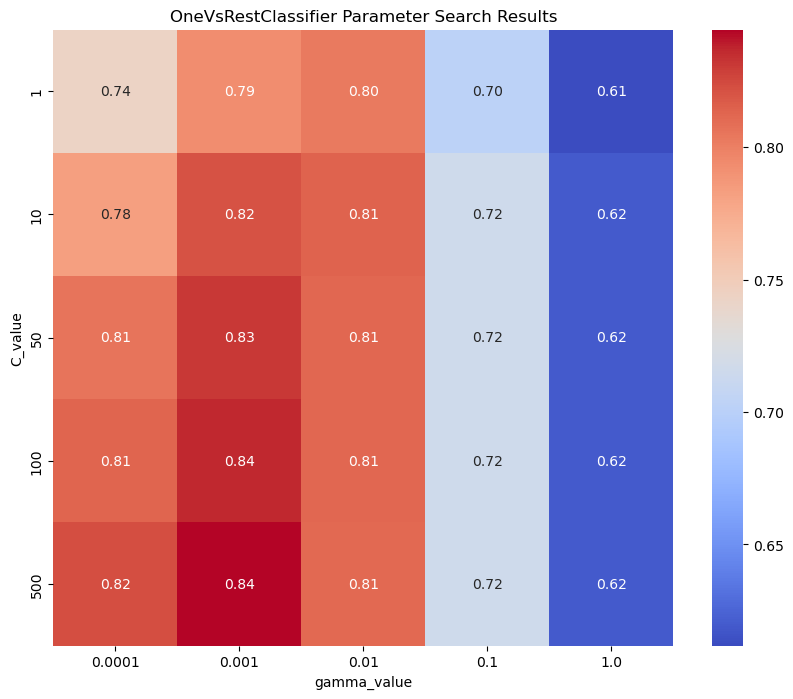 OneVsRestClassifier Parameter Search Results
C_value
1 0.74 0.79 0.80 0.70 0.61
10 0.78 0.82 0.81 0.72 0.62
50 0.81 0.83 0.81 0.72 0.62
100 0.81 0.84 0.81 0.72 0.62
500 0.82 0.84 0.81 0.72 0.62
0.0001 0.001 0.01 0.1 1.0
gamma_value
0.80
0.75
0.70
0.65